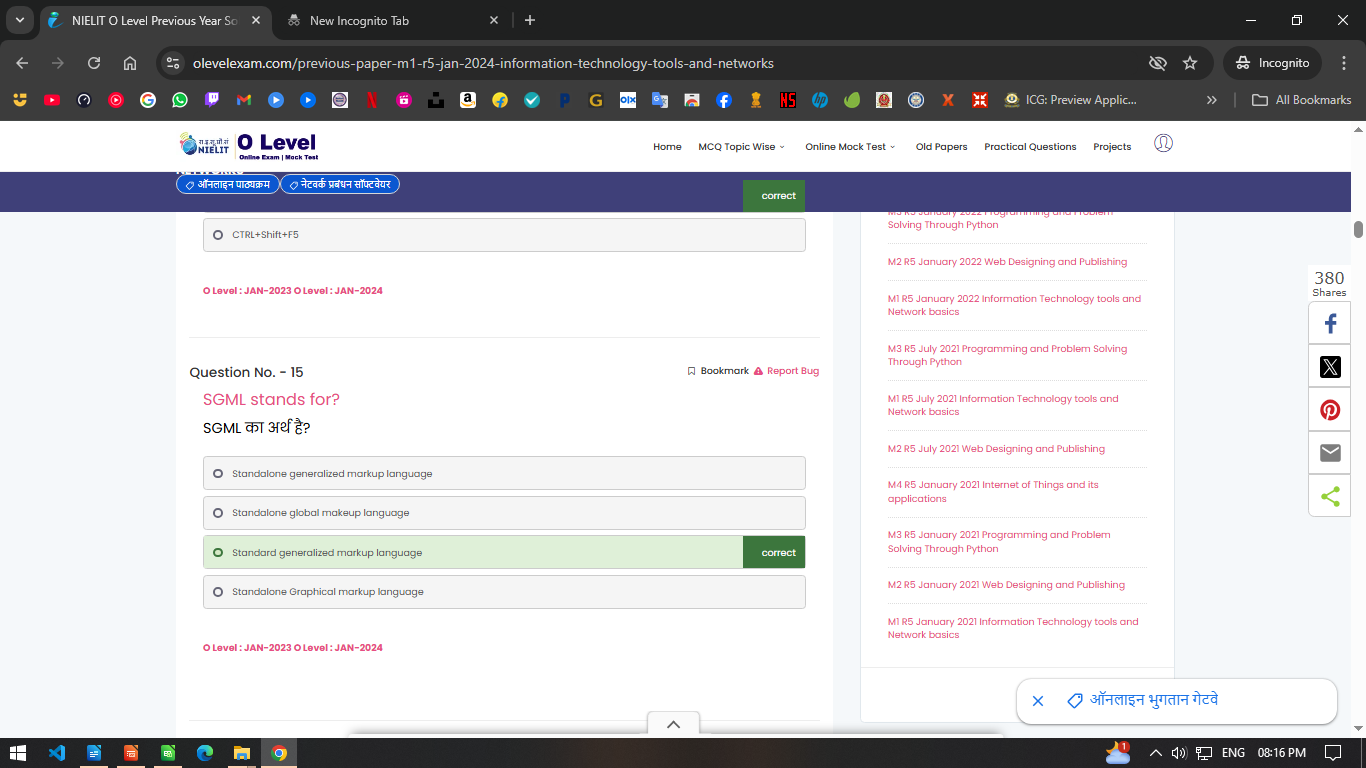 NIELIT O Level Previous Year So
New Incognito Tab
olevelexam.com/previous-paper-m1-r5-jan-2024-information-technology-tools-and-networks
Incognito
ICG: Preview Applic...
All Bookmarks
NIELIT
O Level
Online Exam | Mock Test
Home
MCQ Topic Wise
Online Mock Test
Old Papers
Practical Questions
Projects
ऑनलाइन पाठ्यक्रम
नेटवर्क प्रबंधन सॉफ्टवेयर
correct
CTRL+Shift+F5
O Level : JAN-2023 O Level : JAN-2024
Question No. - 15
Bookmark
Report Bug
SGML stands for?
SGML का अर्थ है?
Standalone generalized markup language
Standalone global makeup language
Standard generalized markup language
correct
Standalone Graphical markup language
O Level : JAN-2023 O Level : JAN-2024
M3 R5 January 2022 Programming and Problem
Solving Through Python
M2 R5 January 2022 Web Designing and Publishing
M1 R5 January 2022 Information Technology tools and
Network basics
M3 R5 July 2021 Programming and Problem Solving
Through Python
M1 R5 July 2021 Information Technology tools and
Network basics
M2 R5 July 2021 Web Designing and Publishing
M4 R5 January 2021 Internet of Things and its
applications
M3 R5 January 2021 Programming and Problem
Solving Through Python
M2 R5 January 2021 Web Designing and Publishing
M1 R5 January 2021 Information Technology tools and
Network basics
380
Shares
ऑनलाइन भुगतान गेटवे
1
ENG
08:16 PM